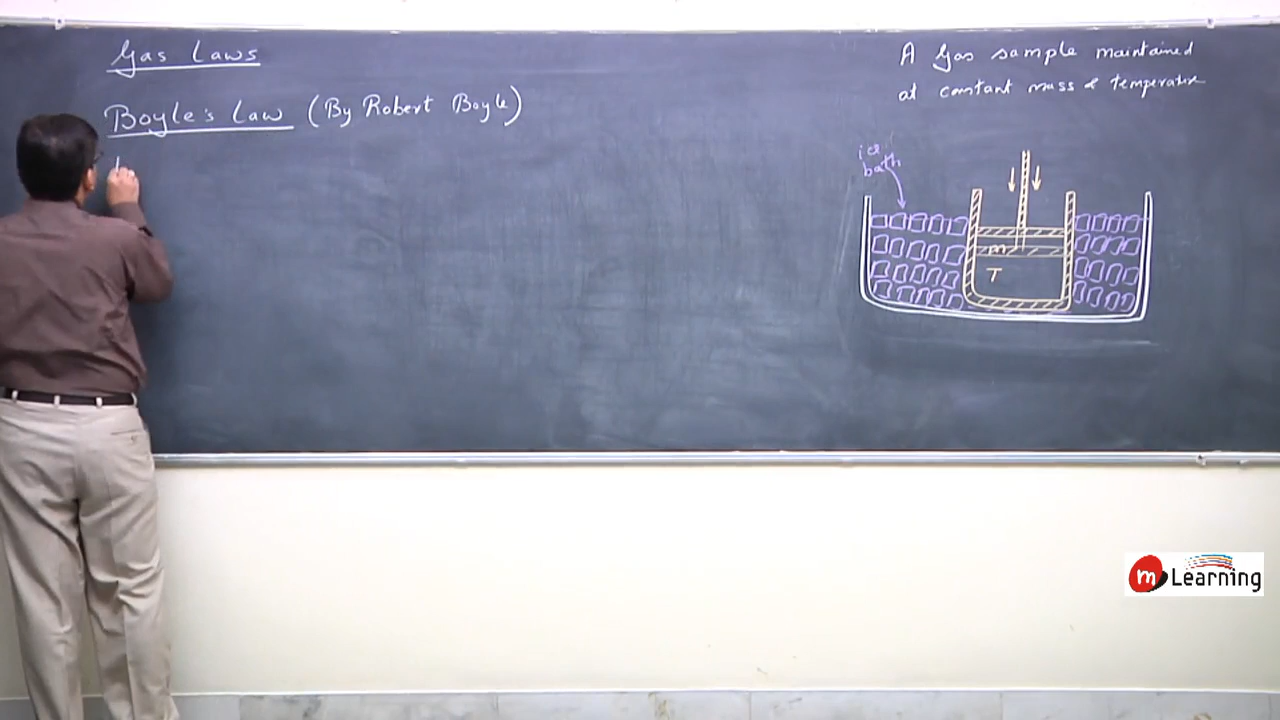 Gas Laws
Boyle's Law (By Robert Boyle)
A Gas sample maintained
at constant mass & temperature
ice
bath
m
T
m Learning